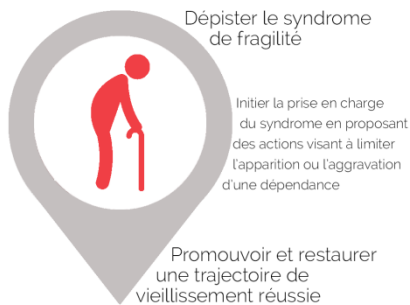 Dépister le syndrome
de fragilité
Initier la prise en charge
du syndrome en proposant
des actions visant à limiter
l'apparition ou l'aggravation
d'une dépendance
Promouvoir et restaurer
une trajectoire de
vieillissement réussie